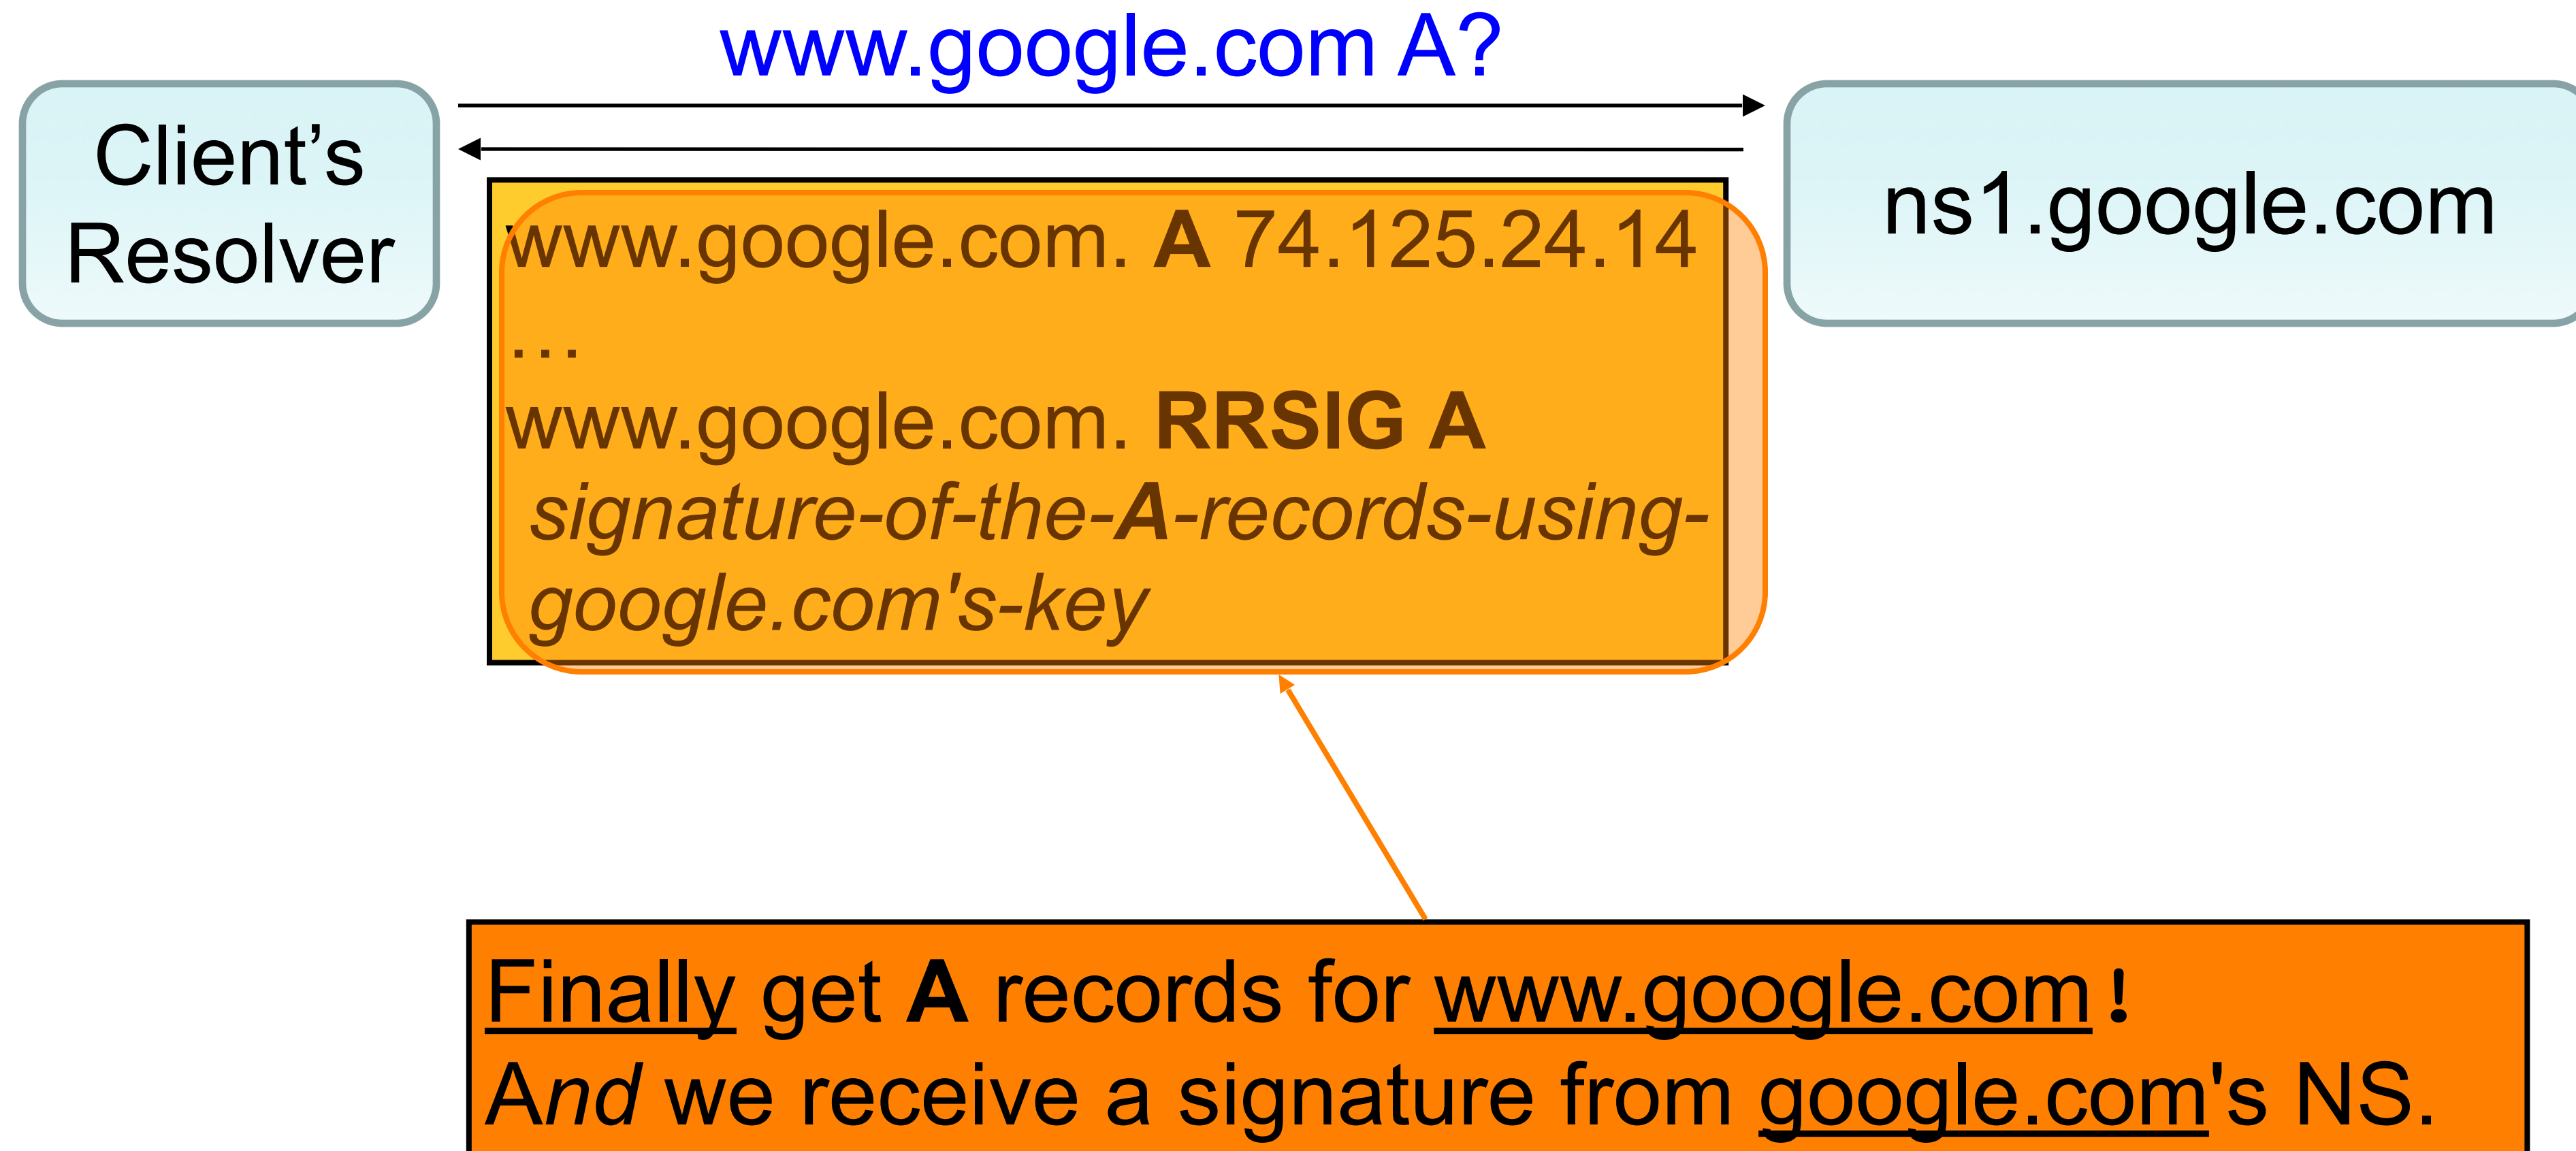 www.google.com A?
Client’s
Resolver
ns1.google.com
www.google.com. A 74.125.24.14
…
www.google.com. RRSIG A
signature-of-the-A-records-using-
google.com's-key
Finally get A records for www.google.com!
And we receive a signature from google.com's NS.